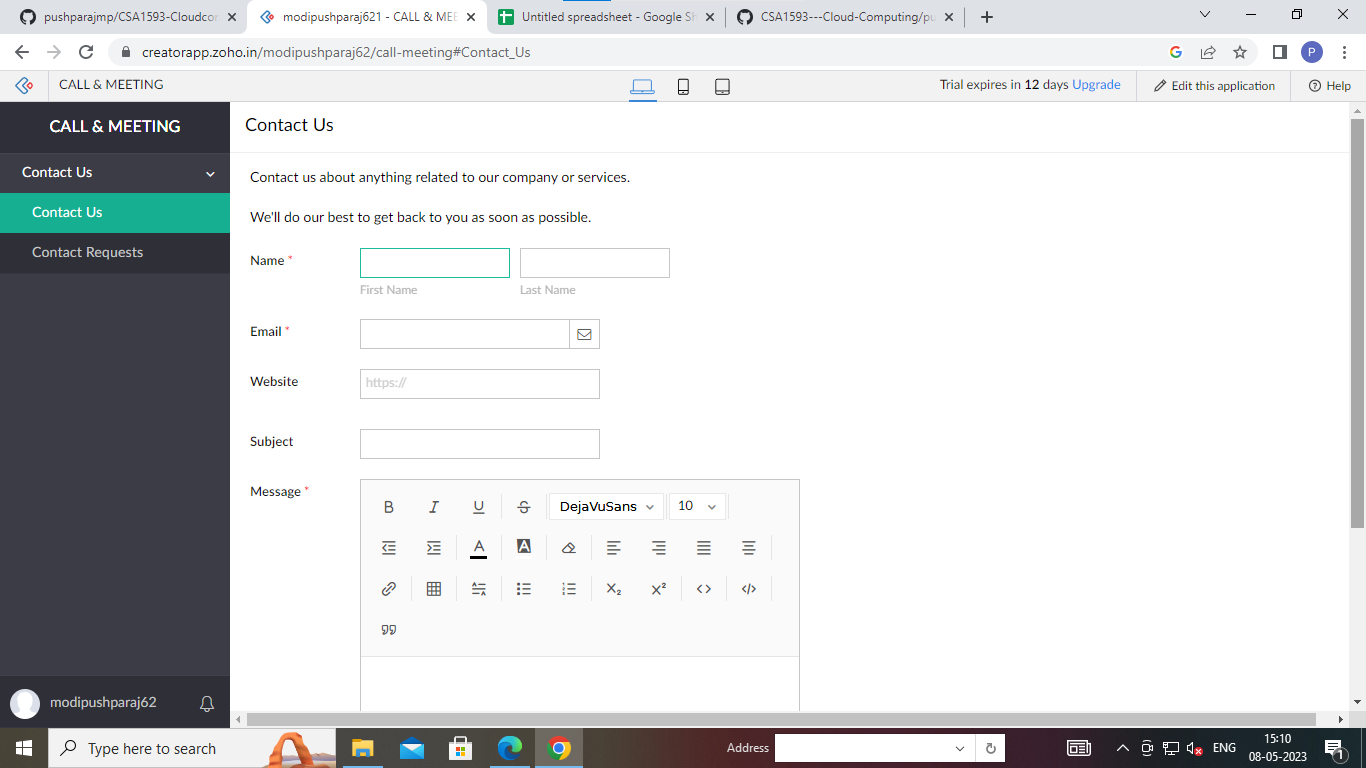 pushparajmp/CSA1593-Cloudcor
modipushparaj621 - CALL & MEE
Untitled spreadsheet - Google Sh
CSA1593---Cloud-Computing/pu
creatorapp.zoho.in/modipushparaj62/call-meeting#Contact_Us
P
CALL & MEETING
Trial expires in 12 days Upgrade
Edit this application
Help
CALL & MEETING
Contact Us
Contact Us
Contact Requests
modipushparaj62
Contact Us
Contact us about anything related to our company or services.
We'll do our best to get back to you as soon as possible.
Name *
First Name
Last Name
Email *
Website
https://
Subject
Message *
B I U S DejaVuSans 10
A A
X₂ X²
Type here to search
Address
ENG
15:10
08-05-2023
1